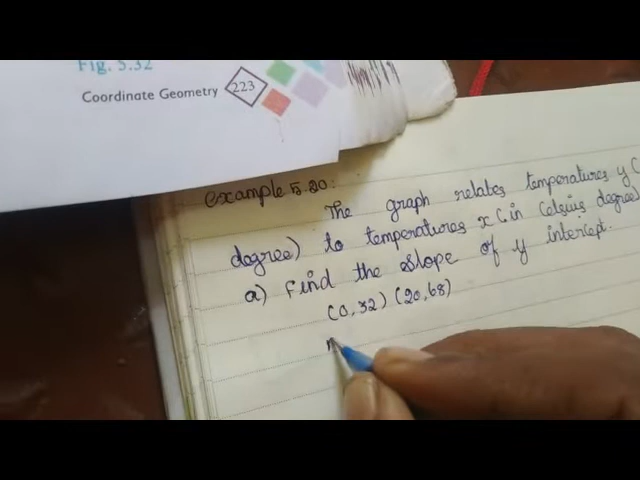 Fig. 5.32
Coordinate Geometry 223
Example 5.20:
The graph relates temperatures y (
degree) to temperatures x (in Celsius degree
a) Find the slope of y intercept.
(0,32) (20,68)